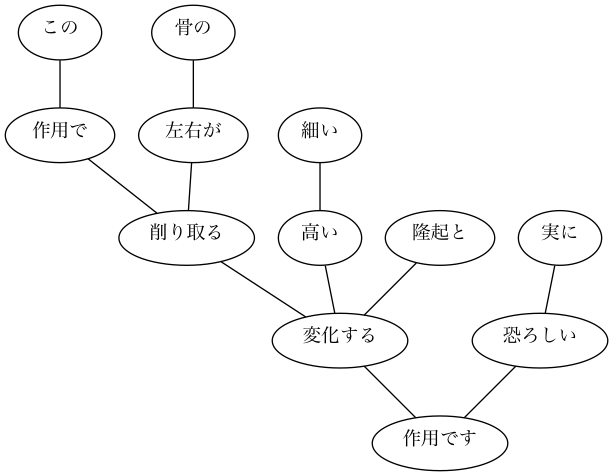 この
骨の
作用で
左右が
細い
削り取る
高い
隆起と
実に
変化する
恐ろしい
作用です